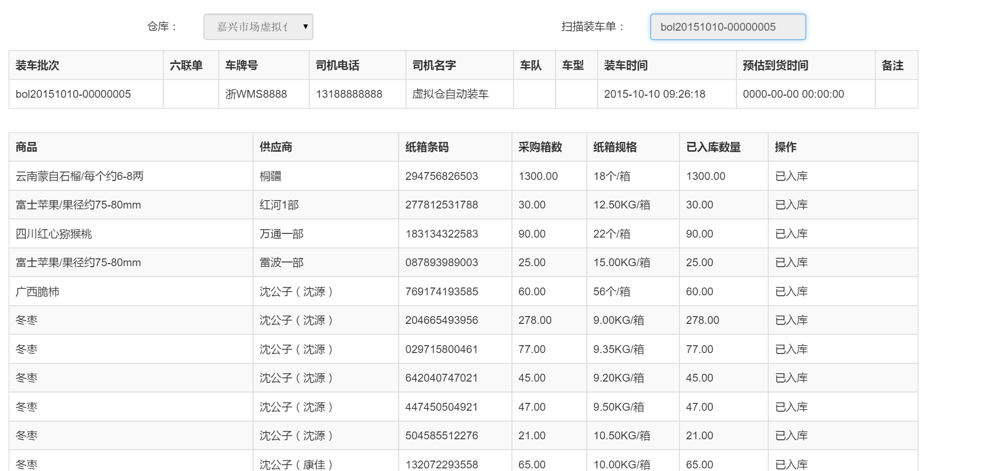 仓库： 嘉兴市场虚拟 扫描装车单： bol20151010-00000005
装车批次 六联单 车牌号 司机电话 司机名字 车队 车型 装车时间 预估到货时间 备注
bol20151010-00000005 浙WMS8888 13188888888 虚拟仓自动装车 2015-10-10 09:26:18 0000-00-00 00:00:00
商品 供应商 纸箱条码 采购箱数 纸箱规格 已入库数量 操作
云南蒙自石榴/每个约6-8两 桐疆 294756826503 1300.00 18个/箱 1300.00 已入库
富士苹果/果径约75-80mm 红河1部 277812531788 30.00 12.50KG/箱 30.00 已入库
四川红心猕猴桃 万通一部 183134322583 90.00 22个/箱 90.00 已入库
富士苹果/果径约75-80mm 雷波一部 087893989003 25.00 15.00KG/箱 25.00 已入库
广西脆柿 沈公子（沈源） 769174193585 60.00 56个/箱 60.00 已入库
冬枣 沈公子（沈源） 204665493956 278.00 9.00KG/箱 278.00 已入库
冬枣 沈公子（沈源） 029715800461 77.00 9.35KG/箱 77.00 已入库
冬枣 沈公子（沈源） 642040747021 45.00 9.20KG/箱 45.00 已入库
冬枣 沈公子（沈源） 447450504921 47.00 9.50KG/箱 47.00 已入库
冬枣 沈公子（沈源） 504585512276 21.00 10.50KG/箱 21.00 已入库
冬枣 沈公子（康佳） 132072293558 65.00 10.00KG/箱 65.00 已入库